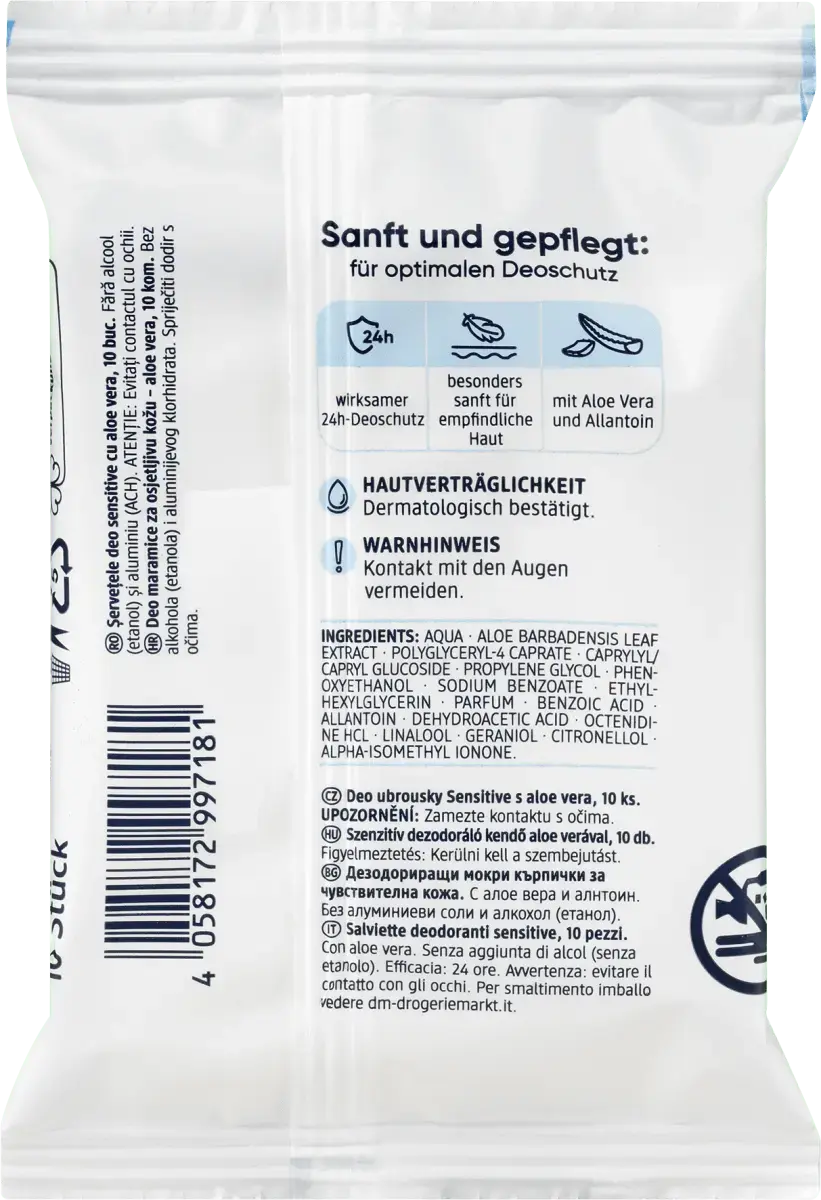 Sanft und gepflegt:
für optimalen Deoschutz
24h
wirksamer
24h-Deoschutz
besonders
sanft für
empfindliche
Haut
mit Aloe Vera
und Allantoin
HAUTVERTRÄGLICHKEIT
Dermatologisch bestätigt.
WARNHINWEIS
Kontakt mit den Augen
vermeiden.
INGREDIENTS: AQUA · ALOE BARBADENSIS LEAF
EXTRACT · POLYGLYCERYL-4 CAPRATE · CAPRYLYL/
CAPRYL GLUCOSIDE · PROPYLENE GLYCOL · PHEN-
OXYETHANOL · SODIUM BENZOATE · ETHYL-
HEXYLGLYCERIN · PARFUM · BENZOIC ACID ·
ALLANTOIN · DEHYDROACETIC ACID · OCTENIDI-
NE HCL · LINALOOL · GERANIOL · CITRONELLOL ·
ALPHA-ISOMETHYL IONONE.
CZ Deo ubrousky Sensitive s aloe vera, 10 ks.
UPOZORNĚNÍ: Zamezte kontaktu s očima.
HU Szenzitív dezodoráló kendő aloe verával, 10 db.
Figyelmeztetés: Kerülni kell a szembejutást.
BG Дезодориращи мокри кърпички за
чувствителна кожа. С алое вера и алнтоин.
Без алуминиеви соли и алкохол (етанол).
IT Salviette deodoranti sensitive, 10 pezzi.
Con aloe vera. Senza aggiunta di alcol (senza
etanolo). Efficacia: 24 ore. Avvertenza: evitare il
contatto con gli occhi. Per smaltimento imballo
vedere dm-drogeriemarkt.it.
RO Șervețele deo sensitive cu aloe vera, 10 buc. Fără alcool
(etanol) și aluminiu (ACH). ATENȚIE: Evitați contactul cu ochii.
HR Deo maramice za osjetljivu kožu – aloe vera, 10 kom. Bez
alkohola (etanola) i aluminijevog klorhidrata. Spriječiti dodir s
očima.
4 058172 997181
10 Stück